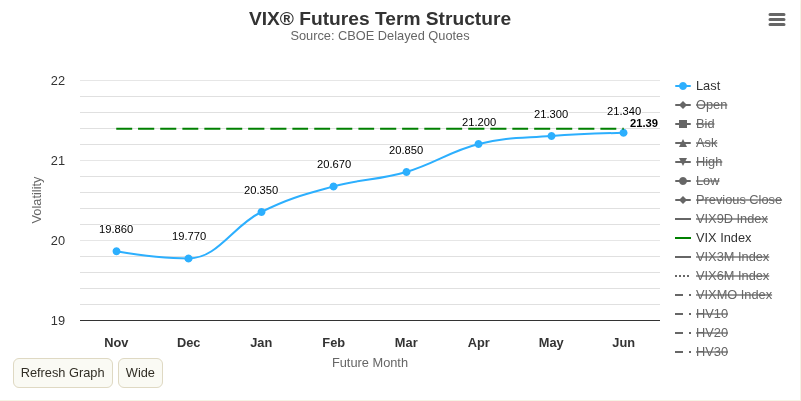 VIX® Futures Term Structure
Source: CBOE Delayed Quotes
Volatility
22
21
20
19
19.860
19.770
20.350
20.670
20.850
21.200
21.300
21.340
21.39
Nov Dec Jan Feb Mar Apr May Jun
Future Month
Last
Open
Bid
Ask
High
Low
Previous Close
VIX9D Index
VIX Index
VIX3M Index
VIX6M Index
VIXMO Index
HV10
HV20
HV30
Refresh Graph Wide